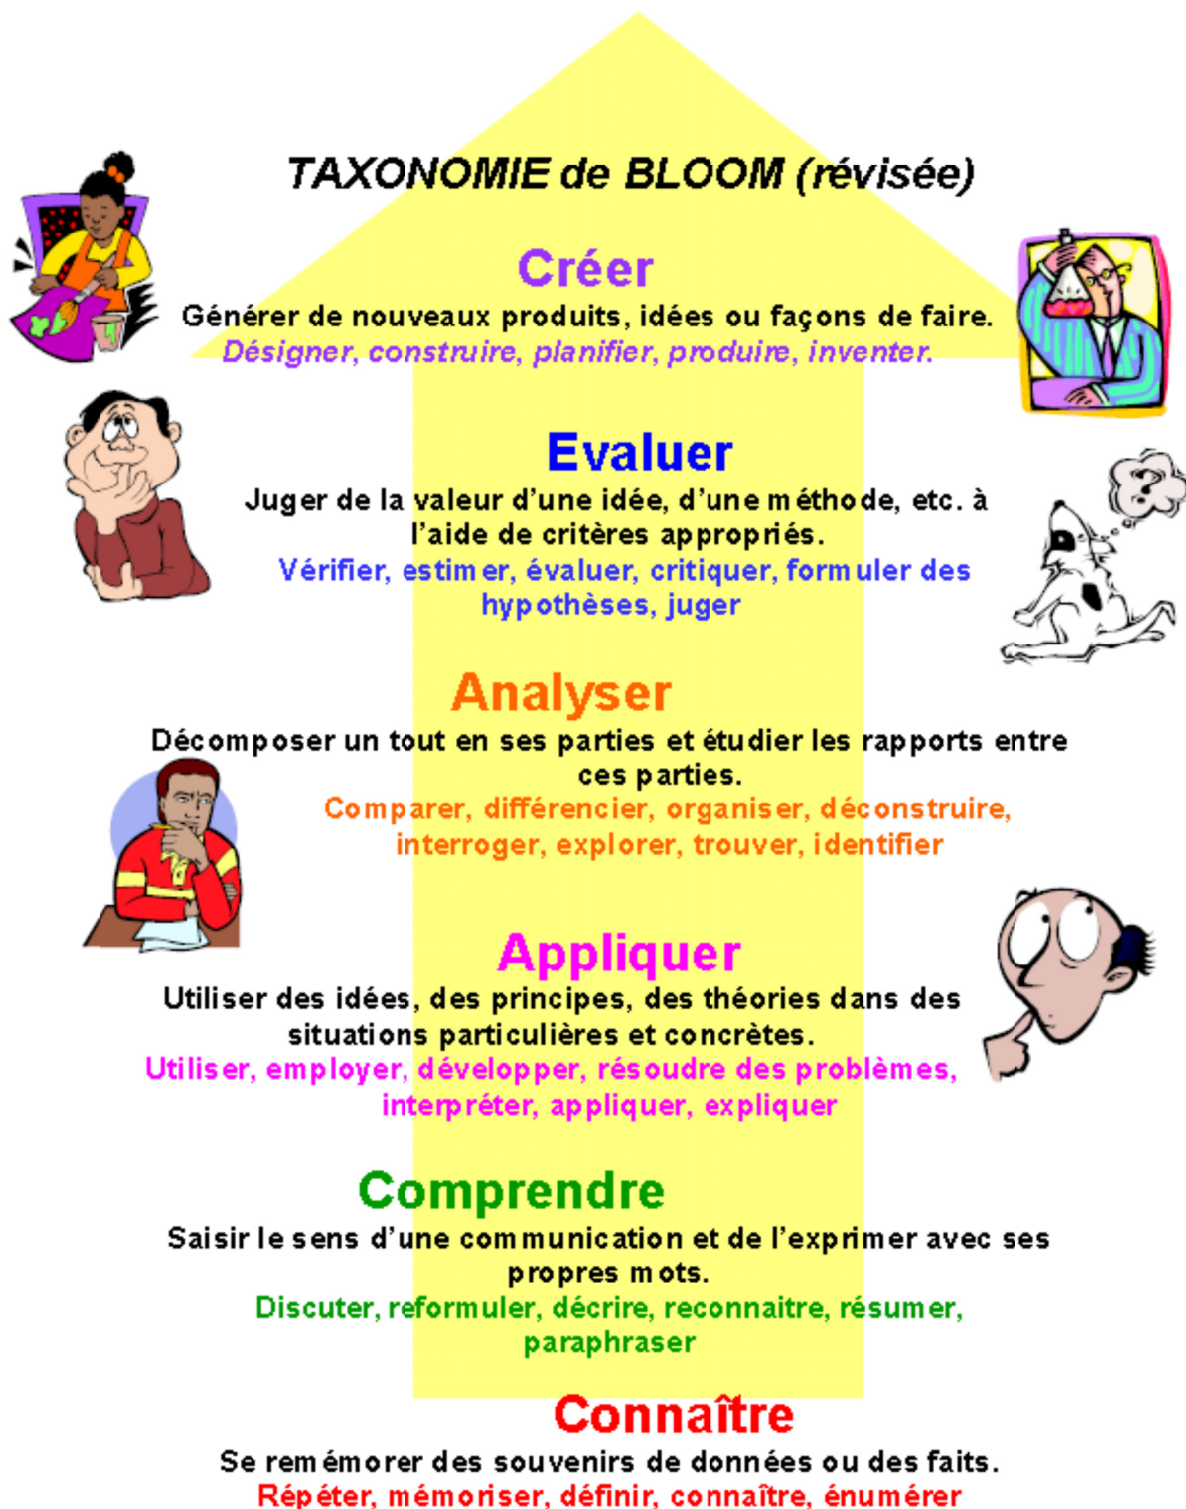 TAXONOMIE de BLOOM (révisée)
Créer
Générer de nouveaux produits, idées ou façons de faire.
Désigner, construire, planifier, produire, inventer.
Evaluer
Juger de la valeur d'une idée, d'une méthode, etc. à
l'aide de critères appropriés.
Vérifier, estimer, évaluer, critiquer, formuler des
hypothèses, juger
Analyser
Décomposer un tout en ses parties et étudier les rapports entre
ces parties.
Comparer, différencier, organiser, déconstruire,
interroger, explorer, trouver, identifier
Appliquer
Utiliser des idées, des principes, des théories dans des
situations particulières et concrètes.
Utiliser, employer, développer, résoudre des problèmes,
interpréter, appliquer, expliquer
Comprendre
Saisir le sens d'une communication et de l'exprimer avec ses
propres mots.
Discuter, reformuler, décrire, reconnaitre, résumer,
paraphraser
Connaître
Se remémorer des souvenirs de données ou des faits.
Répéter, mémoriser, définir, connaître, énumérer